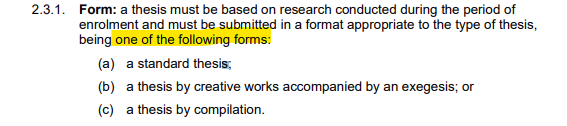 2.3.1. Form: a thesis must be based on research conducted during the period of
enrolment and must be submitted in a format appropriate to the type of thesis,
being one of the following forms:
(a) a standard thesis;
(b) a thesis by creative works accompanied by an exegesis; or
(c) a thesis by compilation.